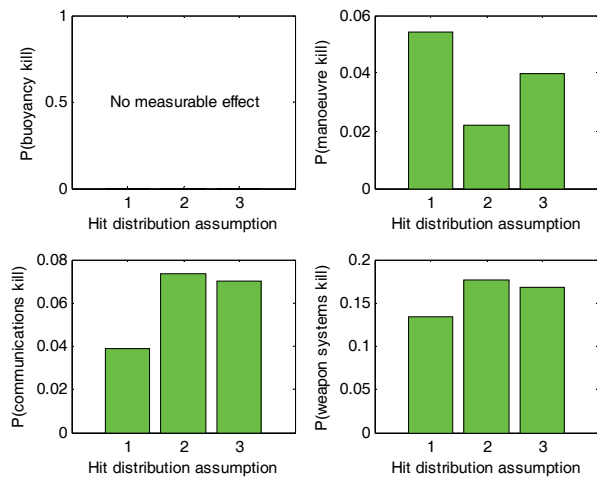 P(buoyancy kill)
1
0.5
0
No measurable effect
1 2 3
Hit distribution assumption
P(manoeuvre kill)
0.06
0.04
0.02
0
1 2 3
Hit distribution assumption
P(communications kill)
0.08
0.06
0.04
0.02
0
1 2 3
Hit distribution assumption
P(weapon systems kill)
0.2
0.15
0.1
0.05
0
1 2 3
Hit distribution assumption